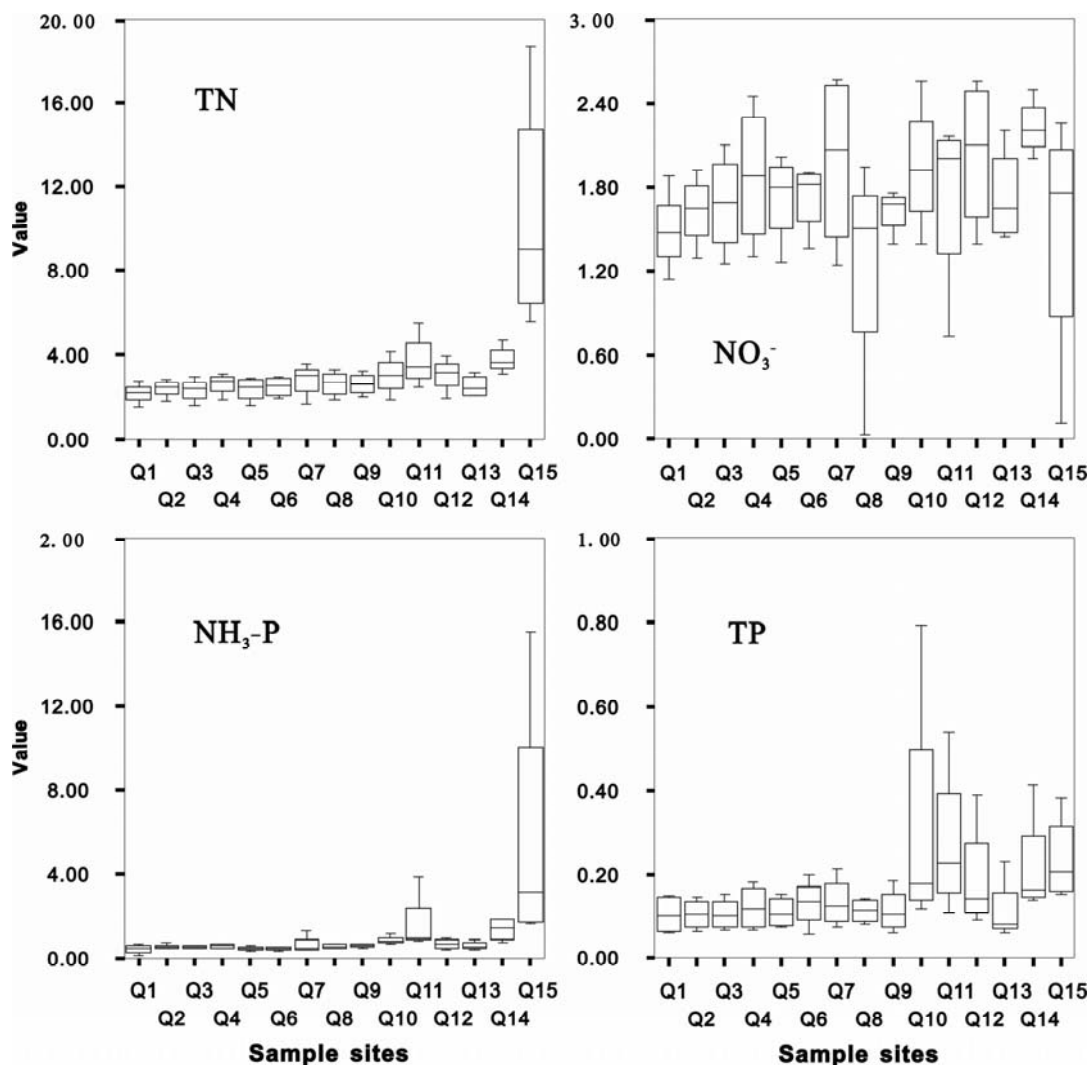 20.00
16.00
12.00
8.00
4.00
0.00
Value
TN
Q1 Q3 Q5 Q7 Q9 Q11 Q13 Q15
Q2 Q4 Q6 Q8 Q10 Q12 Q14
3.00
2.40
1.80
1.20
0.60
0.00
NO₃⁻
Q1 Q3 Q5 Q7 Q9 Q11 Q13 Q15
Q2 Q4 Q6 Q8 Q10 Q12 Q14
2.00
16.00
12.00
8.00
4.00
0.00
Value
NH₃-P
Q1 Q3 Q5 Q7 Q9 Q11 Q13 Q15
Q2 Q4 Q6 Q8 Q10 Q12 Q14
Sample sites
1.00
0.80
0.60
0.40
0.20
0.00
TP
Q1 Q3 Q5 Q7 Q9 Q11 Q13 Q15
Q2 Q4 Q6 Q8 Q10 Q12 Q14
Sample sites